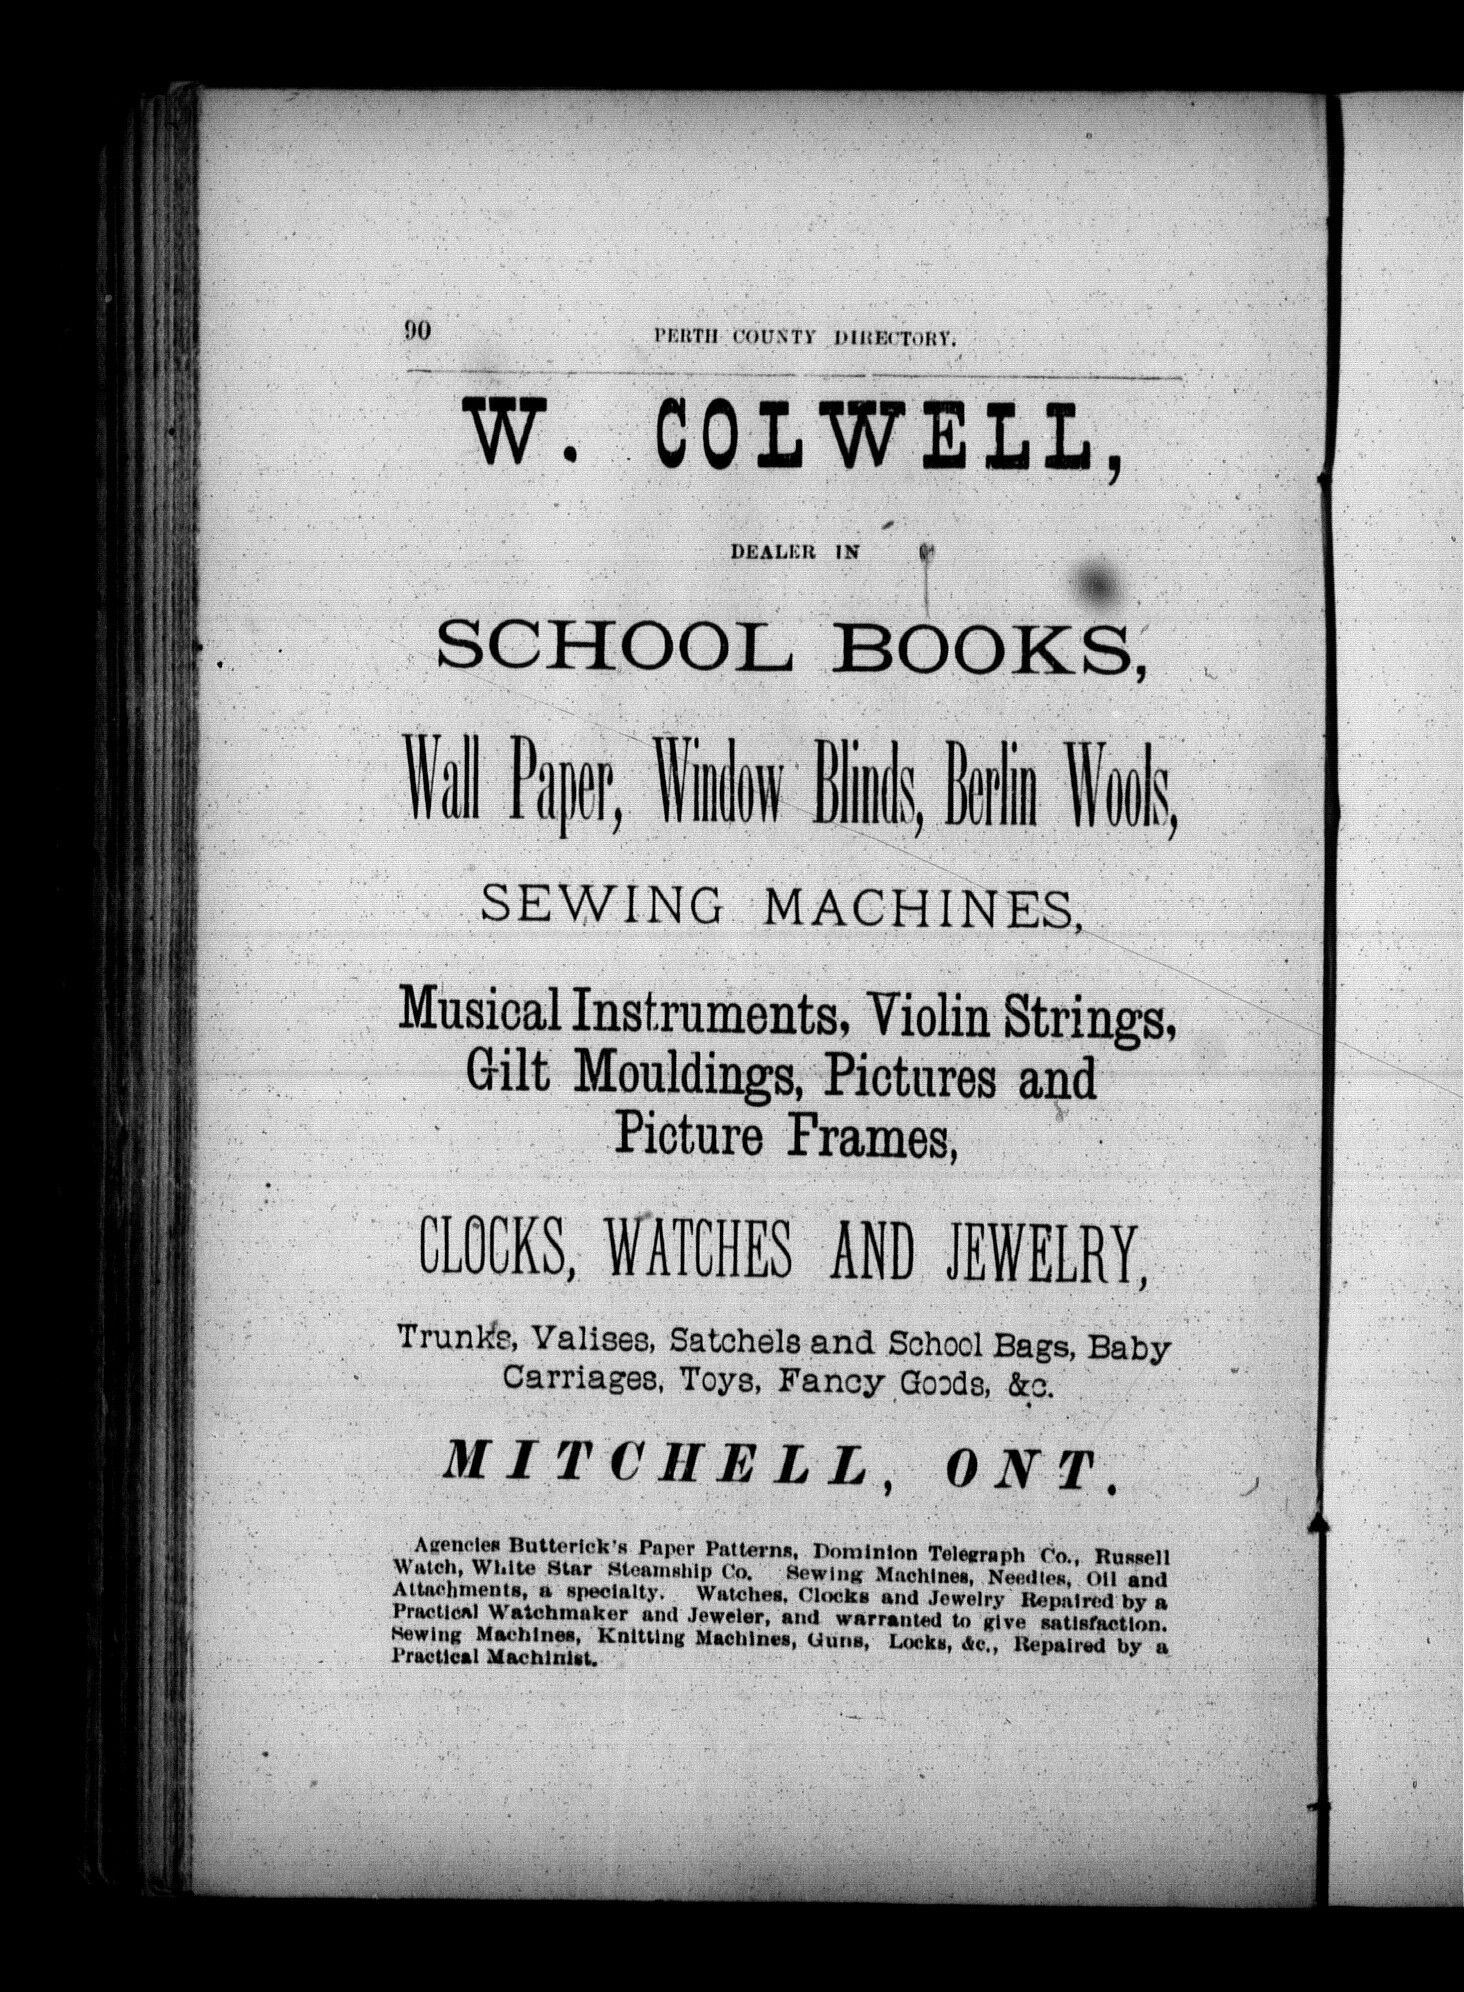 90
PERTH COUNTY DIRECTORY.
W. COLWELL,
DEALER IN
SCHOOL BOOKS,
Wall Paper, Window Blinds, Berlin Wools,
SEWING MACHINES,
Musical Instruments, Violin Strings,
Gilt Mouldings, Pictures and
Picture Frames,
CLOCKS, WATCHES AND JEWELRY,
Trunks, Valises, Satchels and School Bags, Baby
Carriages, Toys, Fancy Goods, &c.
MITCHELL, ONT.
Agencies Butterick's Paper Patterns, Dominion Telegraph Co., Russell
Watch, White Star Steamship Co. Sewing Machines, Needles, Oil and
Attachments, a specialty. Watches, Clocks and Jewelry Repaired by a
Practical Watchmaker and Jeweler, and warranted to give satisfaction.
Sewing Machines, Knitting Machines, Guns, Locks, &c., Repaired by a
Practical Machinist.